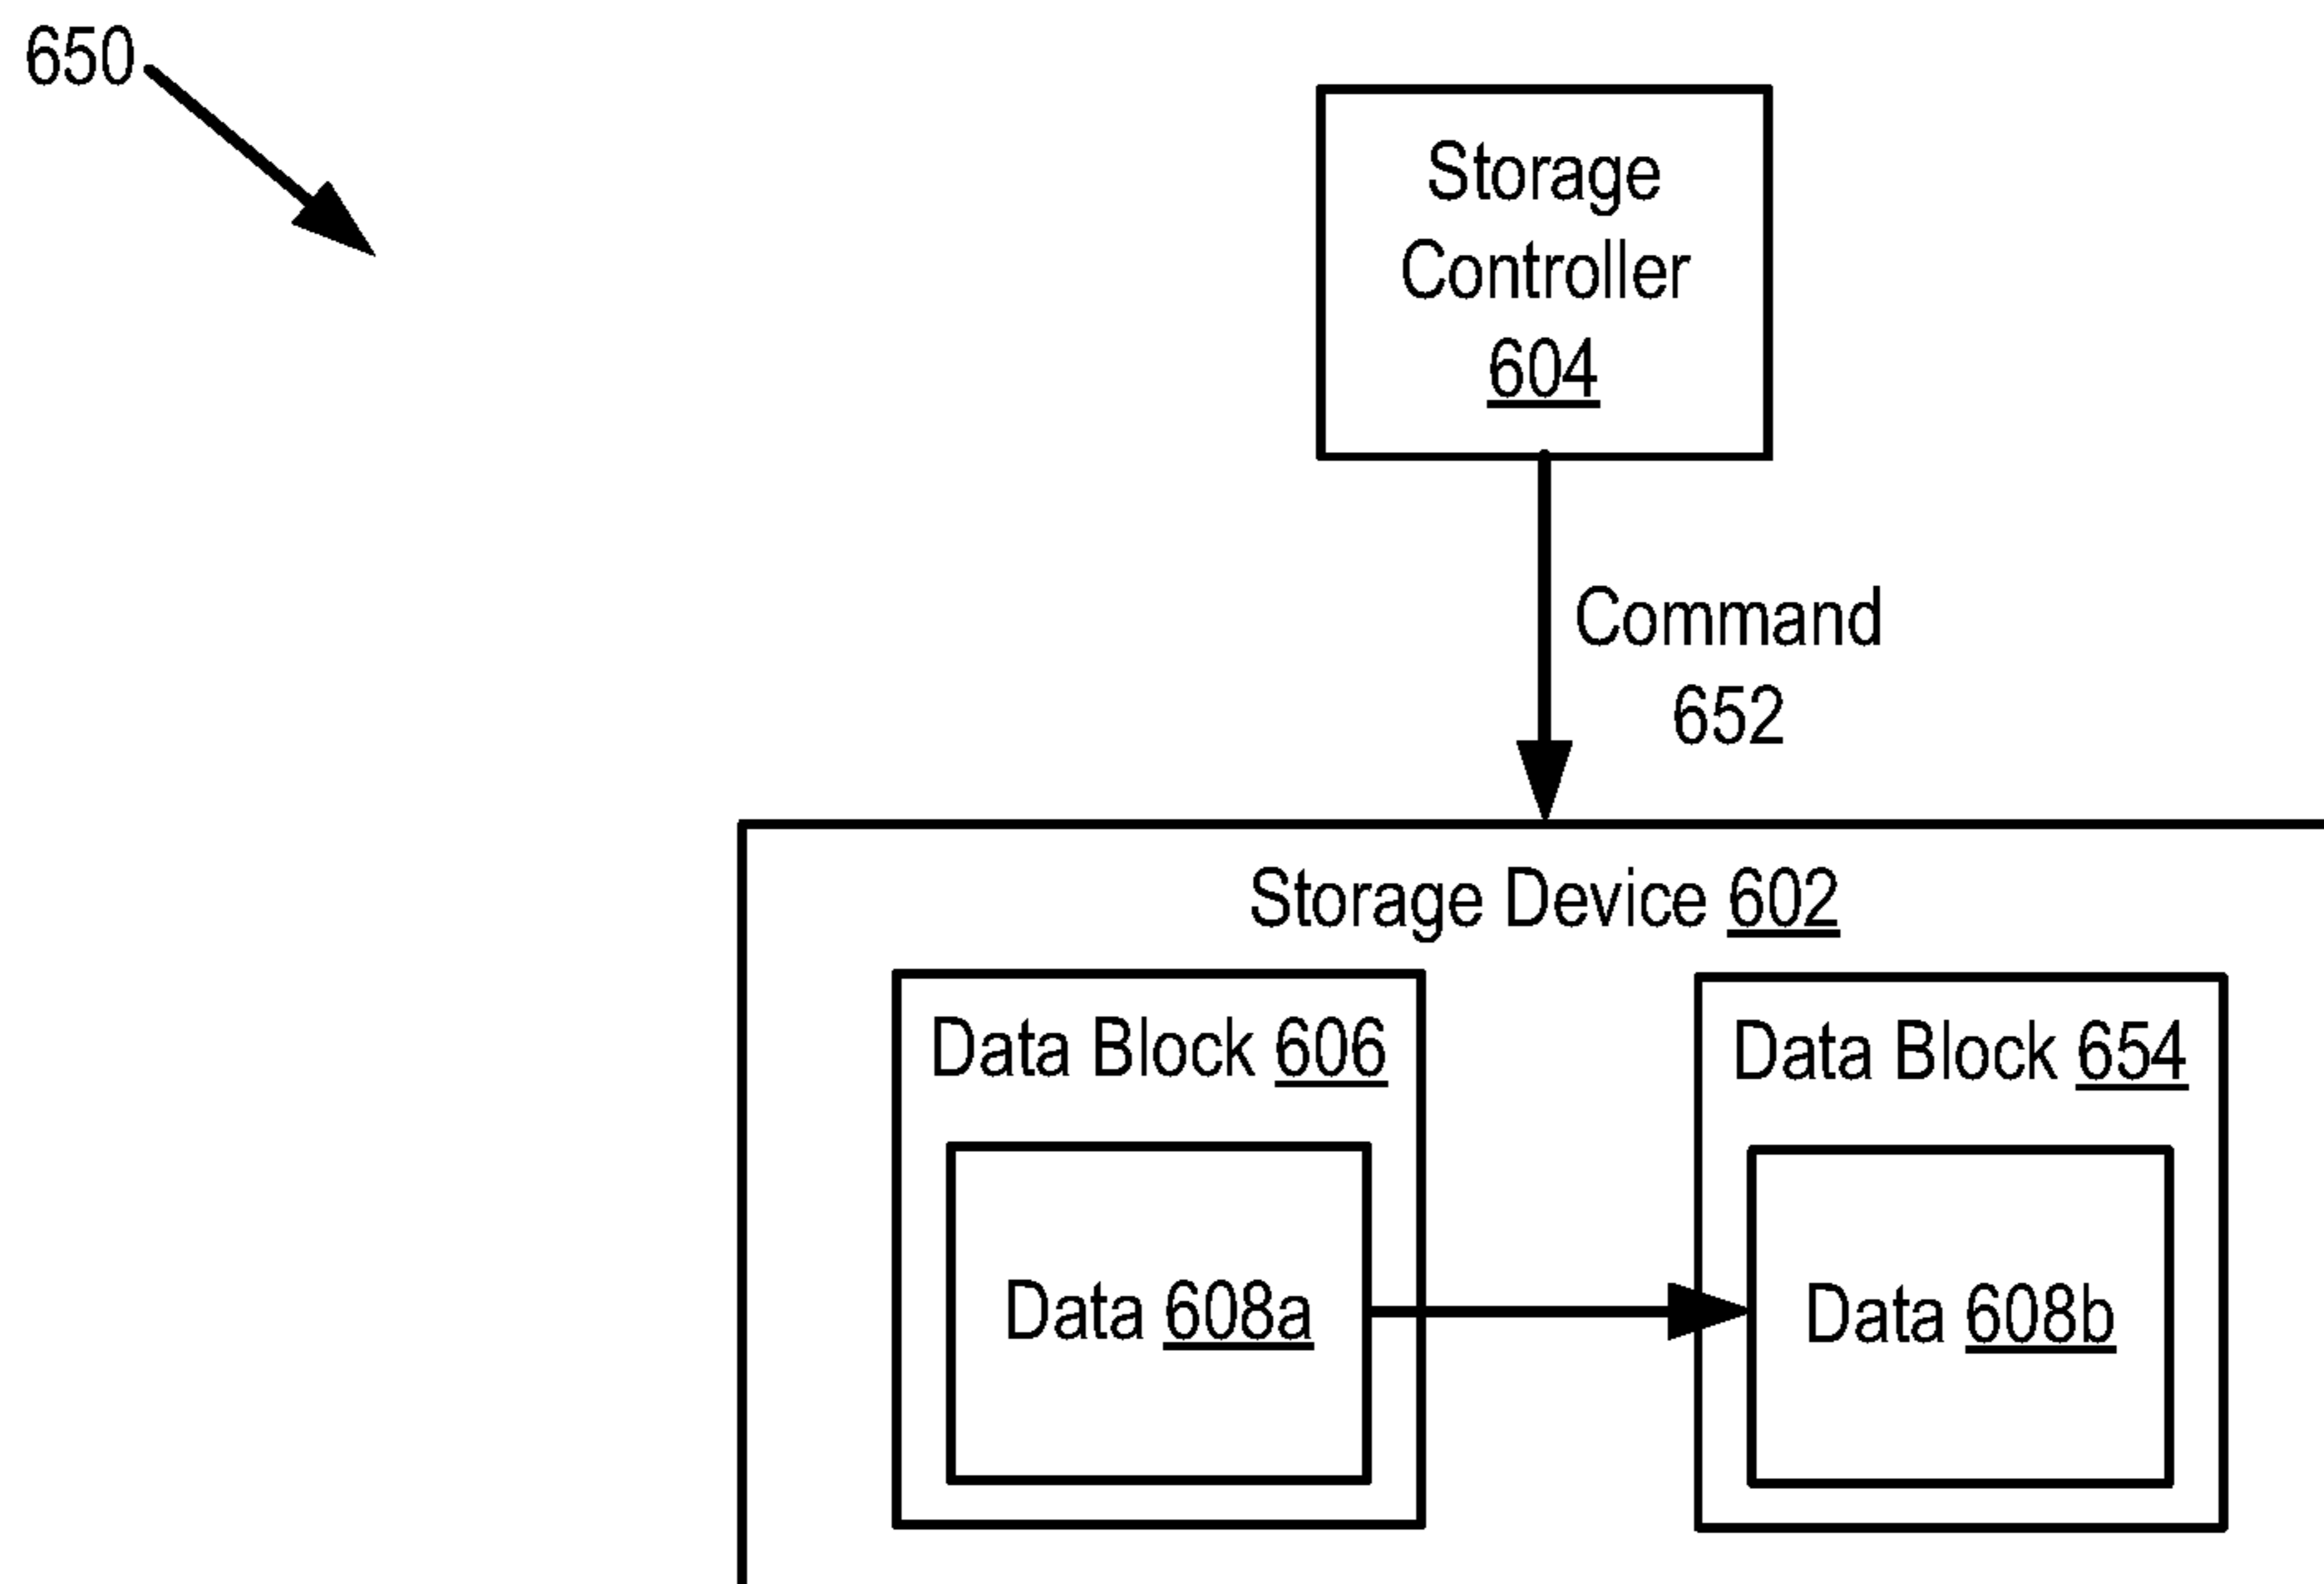 650
Storage
Controller
604
Command
652
Storage Device 602
Data Block 606
Data Block 654
Data 608a
Data 608b